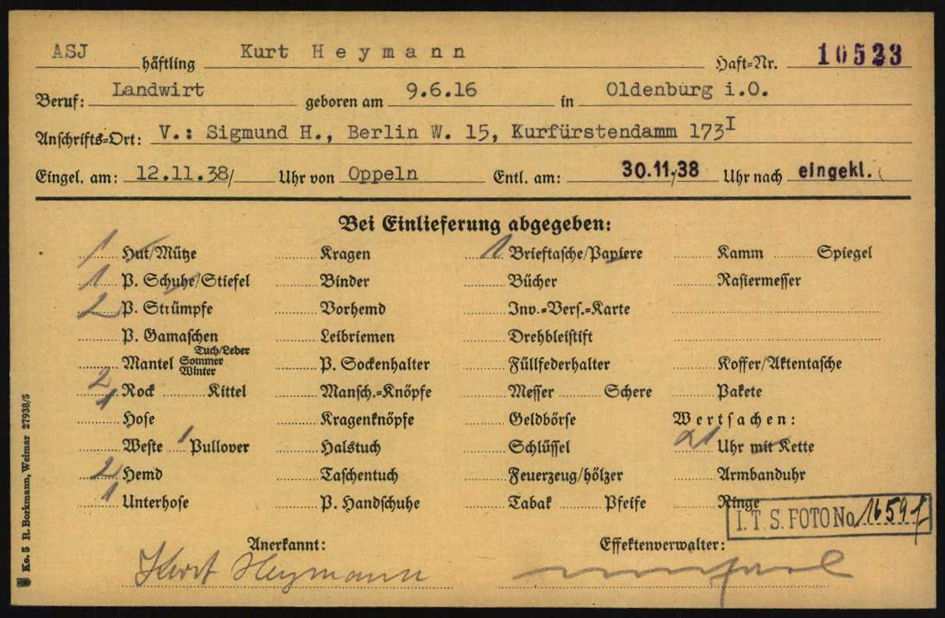 ASJ häftling Kurt Heymann Haft-Nr. 10523
Beruf: Landwirt geboren am 9.6.16 in Oldenburg i.O.
Anschrifts-Ort: V.: Sigmund H., Berlin W. 15, Kurfürstendamm 173I
Eingel. am: 12.11.38/ Uhr von Oppeln Entl. am: 30.11.38 Uhr nach eingekl.
Bei Einlieferung abgegeben:
1 Hut/Mütze Kragen 1 Brieftasche/Papiere Kamm Spiegel
1 P. Schuhe/Stiefel Binder Bücher Rasiermesser
2 P. Strümpfe Vorhemd Inv.-Vers.-Karte
P. Gamaschen Leibriemen Drehbleistift
Mantel Tuch/Leder Sommer Winter P. Sockenhalter Füllfederhalter Koffer/Aktentasche
2 Rock Kittel Mansch.-Knöpfe Messer Schere Pakete
1 Hose Kragenknöpfe Geldbörse Wertsachen:
Weste 1 Pullover Halstuch Schlüssel Uhr mit Kette
2 Hemd Taschentuch Feuerzeug/hölzer Armbanduhr
1 Unterhose P. Handschuhe Tabak Pfeife Ringe
I.T.S. FOTO No
Anerkannt: Effektenverwalter:
Kurt Heymann
Ko. 5 R. Borkmann, Weimar 27938/5